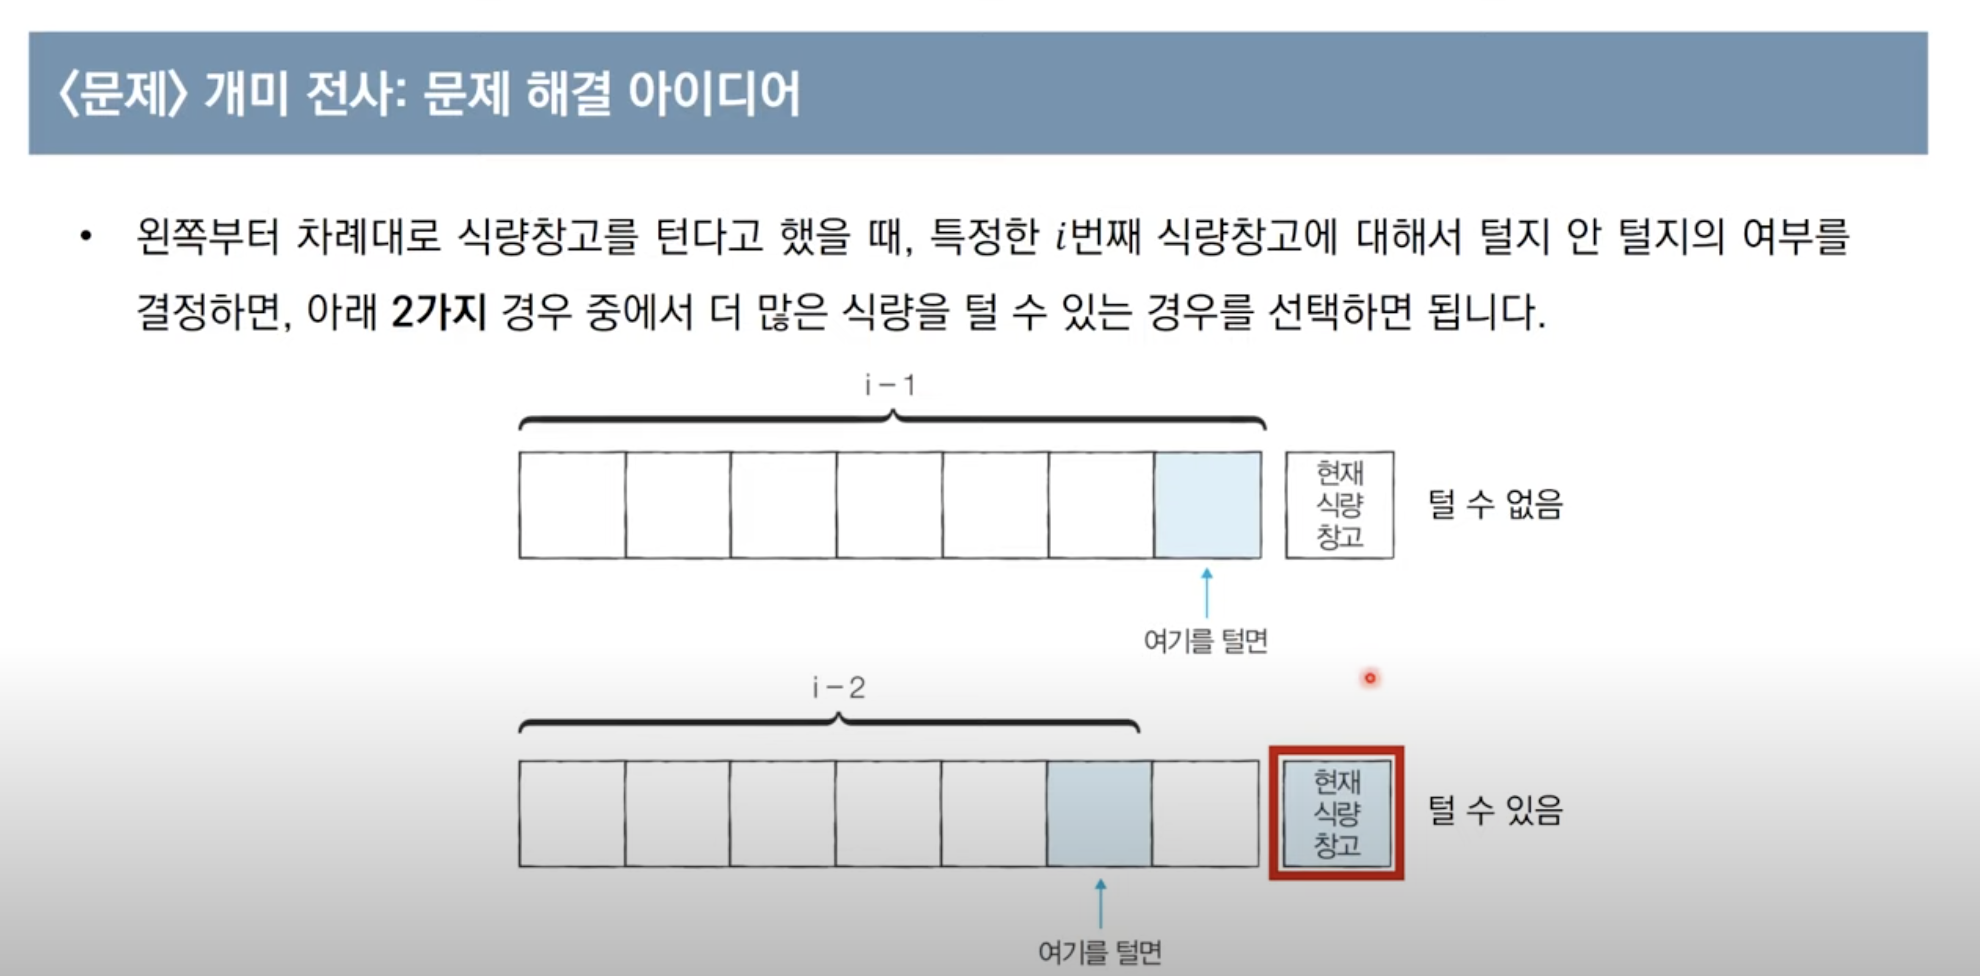 〈문제〉 개미 전사: 문제 해결 아이디어
• 왼쪽부터 차례대로 식량창고를 턴다고 했을 때, 특정한 i번째 식량창고에 대해서 털지 안 털지의 여부를
결정하면, 아래 2가지 경우 중에서 더 많은 식량을 털 수 있는 경우를 선택하면 됩니다.
i-1
현재
식량
창고
털 수 없음
여기를 털면
i-2
현재
식량
창고
털 수 있음
여기를 털면